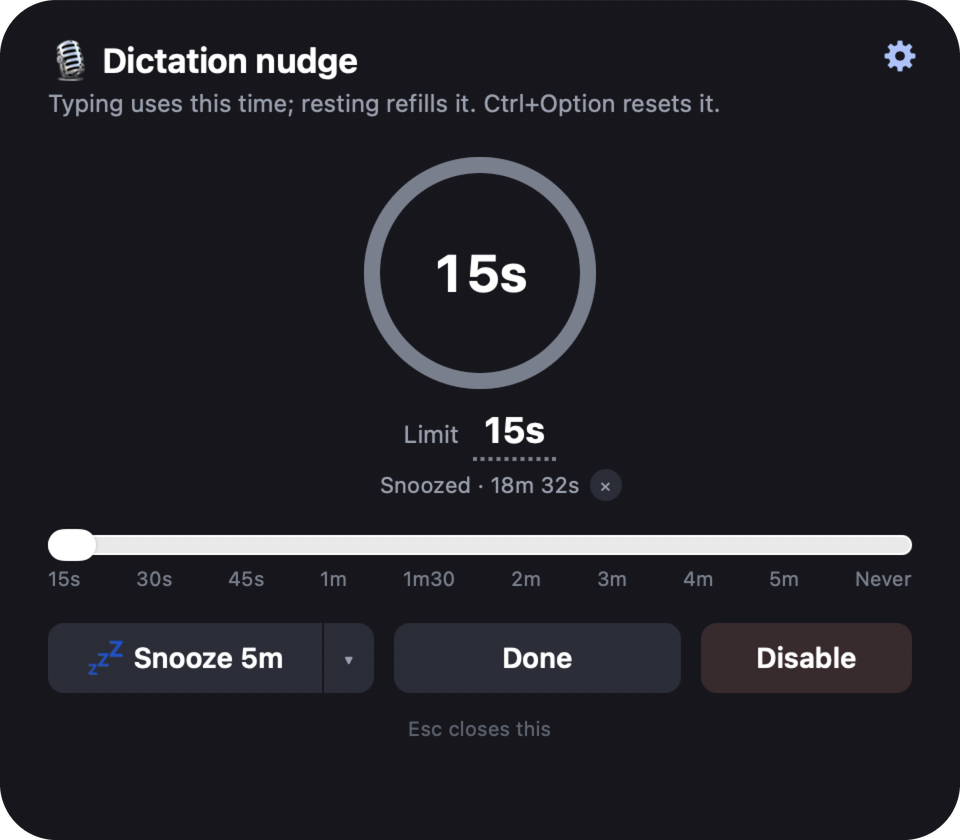 Dictation nudge
Typing uses this time; resting refills it. Ctrl+Option resets it.
15s
Limit 15s
Snoozed · 18m 32s ×
15s 30s 45s 1m 1m30 2m 3m 4m 5m Never
💤 Snooze 5m ▾ Done Disable
Esc closes this